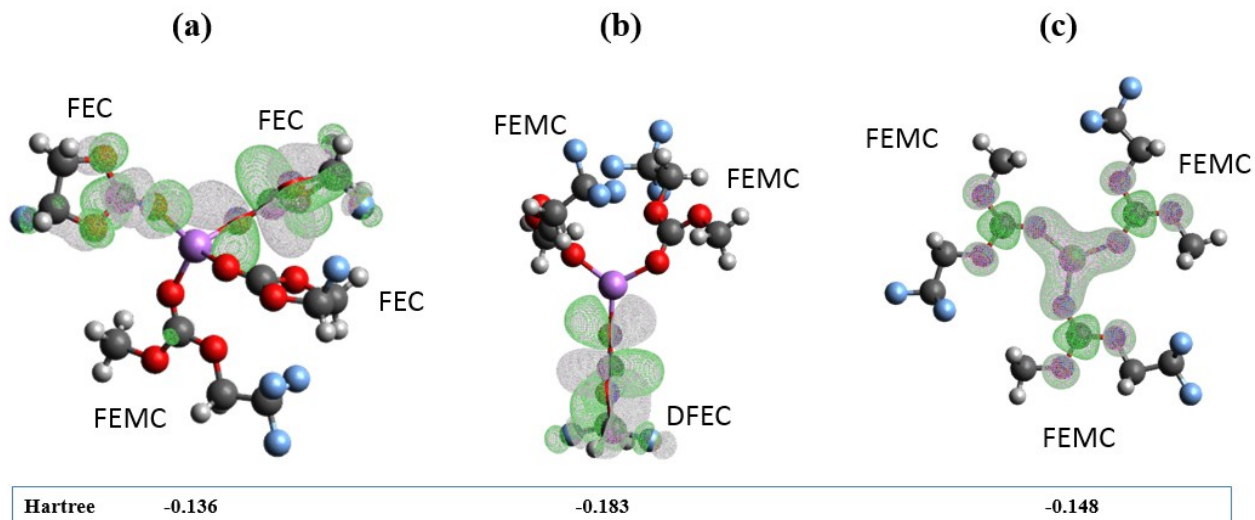 (a) (b) (c)
FEC FEC
FEMC FEMC
FEMC FEMC
FEC
FEMC DFEC
FEMC
Hartree -0.136 -0.183 -0.148